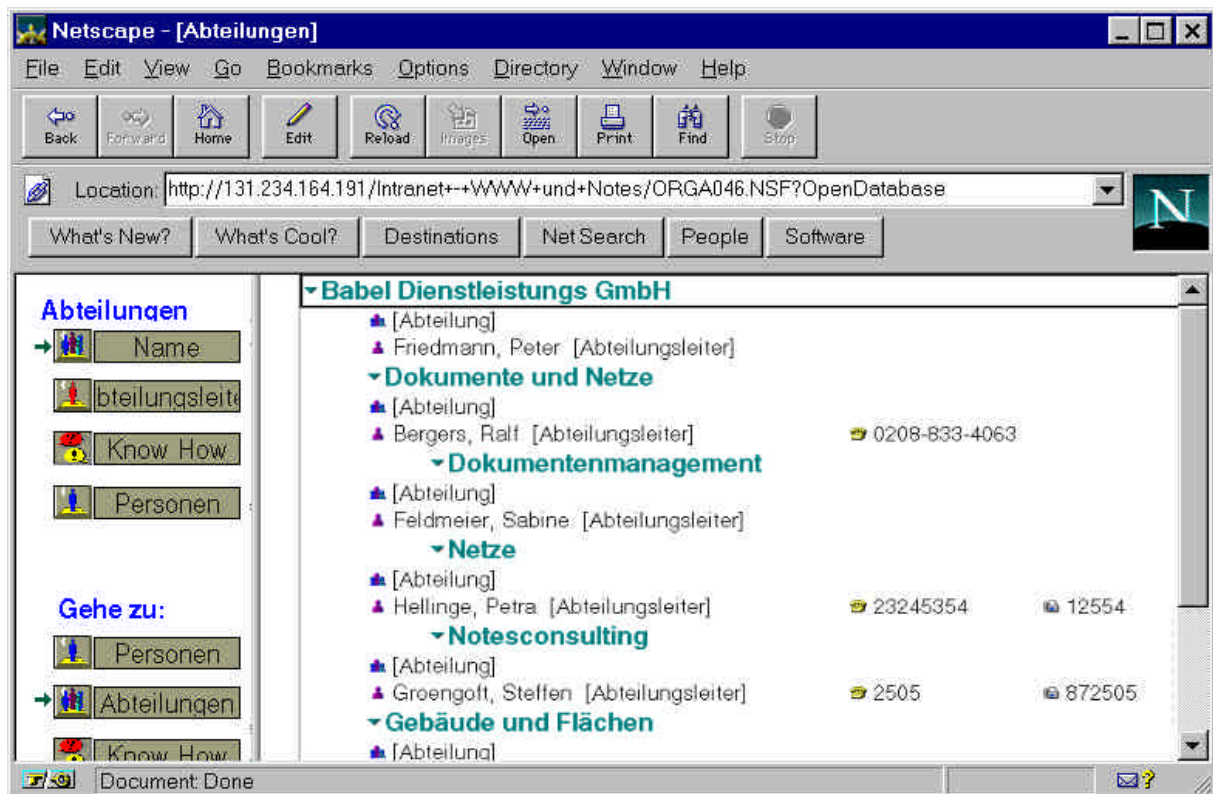 Netscape - [Abteilungen]
File Edit View Go Bookmarks Options Directory Window Help
Back Forward Home Edit Reload Images Open Print Find Stop
Location: http://131.234.164.191/Intranet+-+WWW+und+Notes/ORGA046.NSF?OpenDatabase
N
What's New? What's Cool? Destinations Net Search People Software
Abteilungen
Name
bteilungsleite
Know How
Personen
Gehe zu:
Personen
Abteilungen
Know How
Babel Dienstleistungs GmbH
[Abteilung]
Friedmann, Peter [Abteilungsleiter]
Dokumente und Netze
[Abteilung]
Bergers, Ralf [Abteilungsleiter] 0208-833-4063
Dokumentenmanagement
[Abteilung]
Feldmeier, Sabine [Abteilungsleiter]
Netze
[Abteilung]
Hellinge, Petra [Abteilungsleiter] 23245354 12554
Notesconsulting
[Abteilung]
Groengoft, Steffen [Abteilungsleiter] 2505 872505
Gebäude und Flächen
[Abteilung]
Document: Done